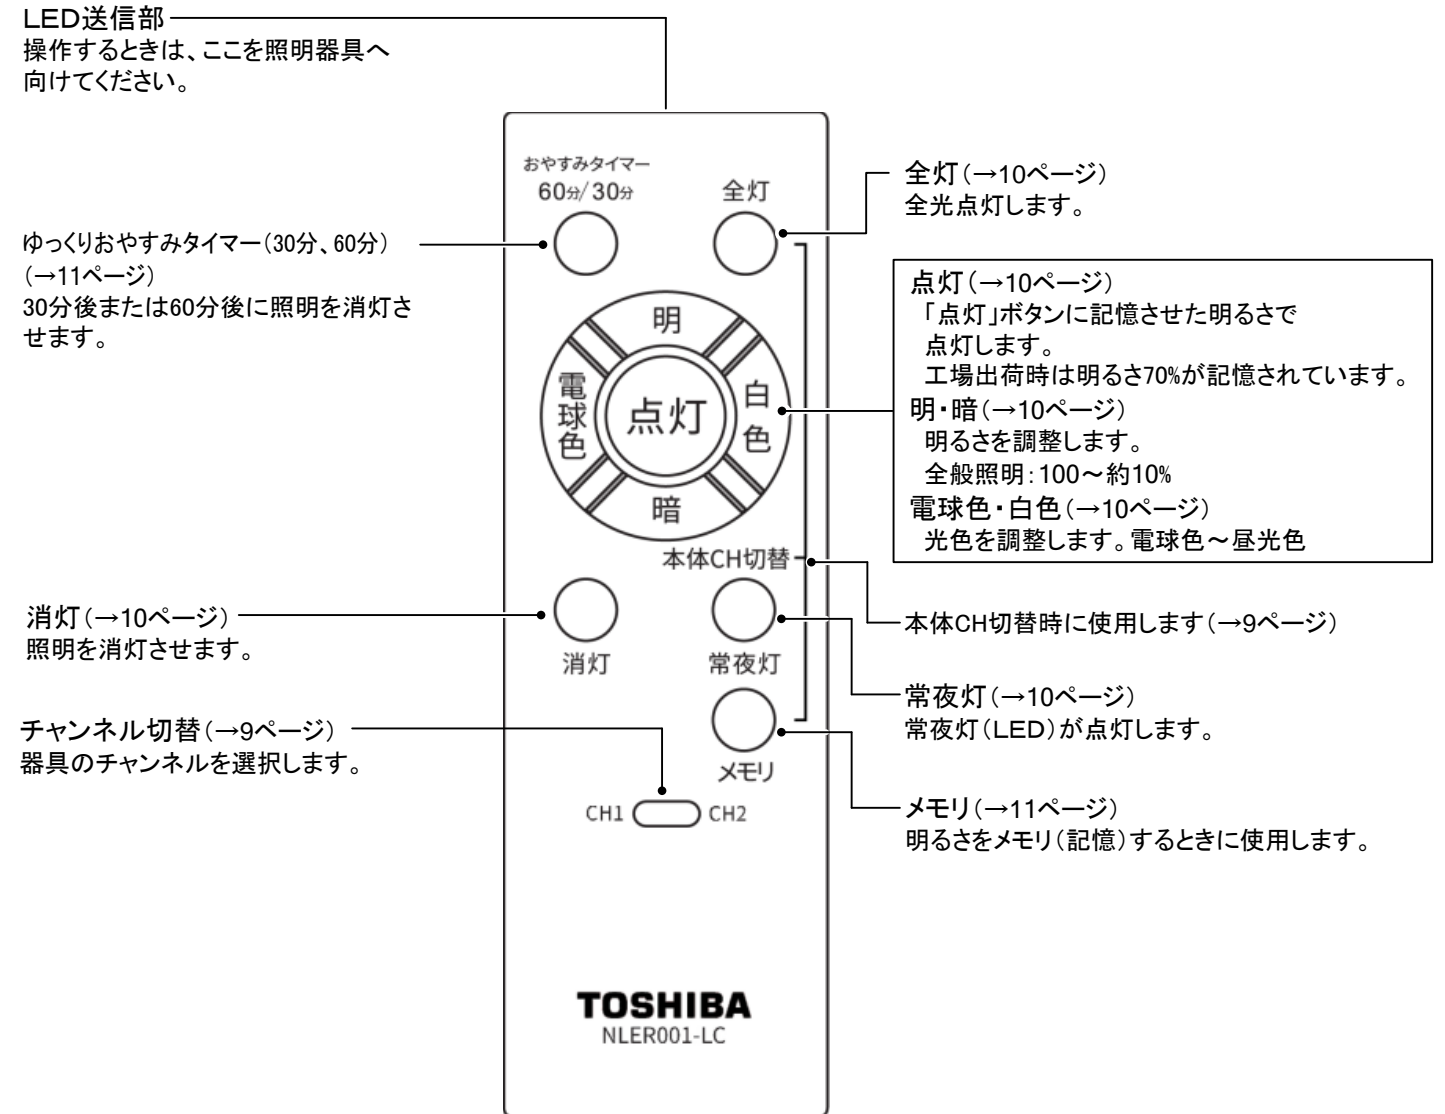 LED送信部
操作するときは、ここを照明器具へ
向けてください。
ゆっくりおやすみタイマー(30分、60分)
(→11ページ)
30分後または60分後に照明を消灯さ
せます。
消灯(→10ページ)
照明を消灯させます。
チャンネル切替(→9ページ)
器具のチャンネルを選択します。
おやすみタイマー
60分/30分
全灯
明
電球色
点灯
白色
暗
本体CH切替
消灯
常夜灯
メモリ
CH1
CH2
TOSHIBA
NLER001-LC
全灯(→10ページ)
全光点灯します。
点灯(→10ページ)
「点灯」ボタンに記憶させた明るさで
点灯します。
工場出荷時は明るさ70%が記憶されています。
明・暗(→10ページ)
明るさを調整します。
全般照明:100~約10%
電球色・白色(→10ページ)
光色を調整します。電球色~昼光色
本体CH切替時に使用します(→9ページ)
常夜灯(→10ページ)
常夜灯(LED)が点灯します。
メモリ(→11ページ)
明るさをメモリ(記憶)するときに使用します。